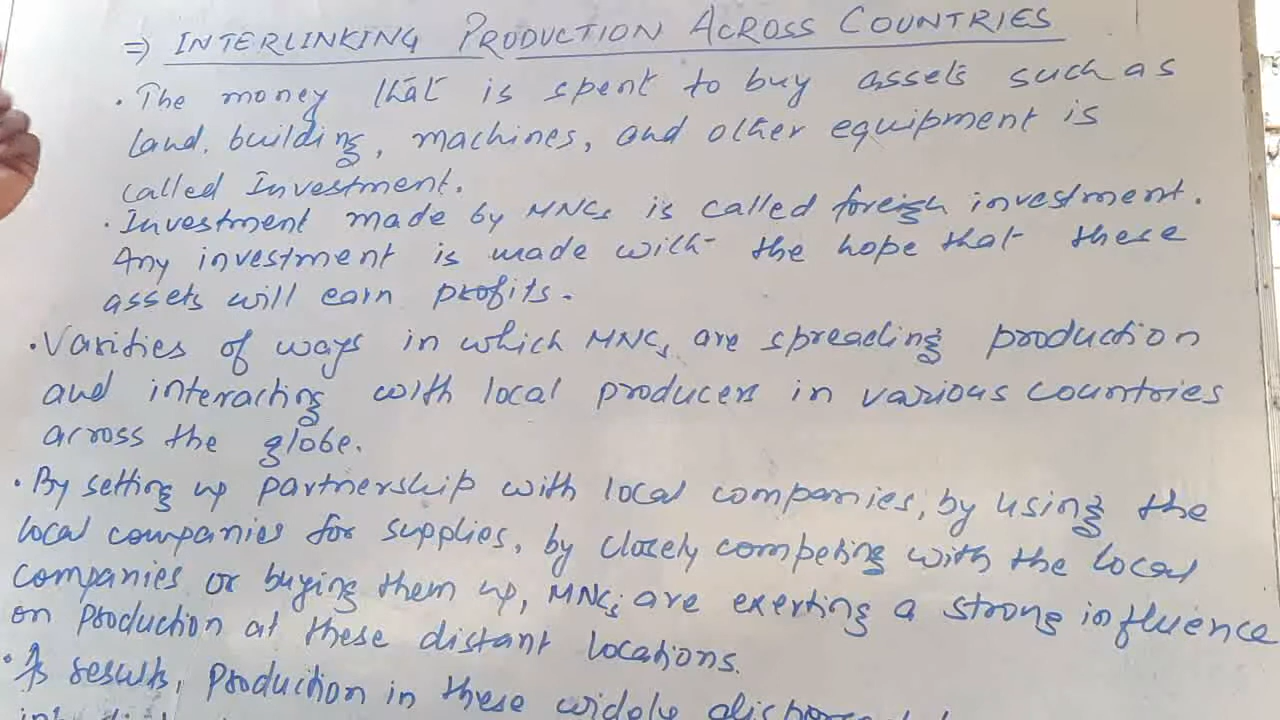 ⇒ INTERLINKING PRODUCTION ACROSS COUNTRIES
• The money that is spent to buy assets such as
land, building, machines, and other equipment is
called Investment.
• Investment made by MNCs is called foreign investment.
Any investment is made with the hope that these
assets will earn profits.
• Varities of ways in which MNCs are spreading production
and interacting with local producers in various countries
across the globe.
• By setting up partnership with local companies, by using the
local companies for supplies, by closely competing with the local
companies or buying them up, MNCs are exerting a strong influence
on production at these distant locations.
• As results, production in these widely